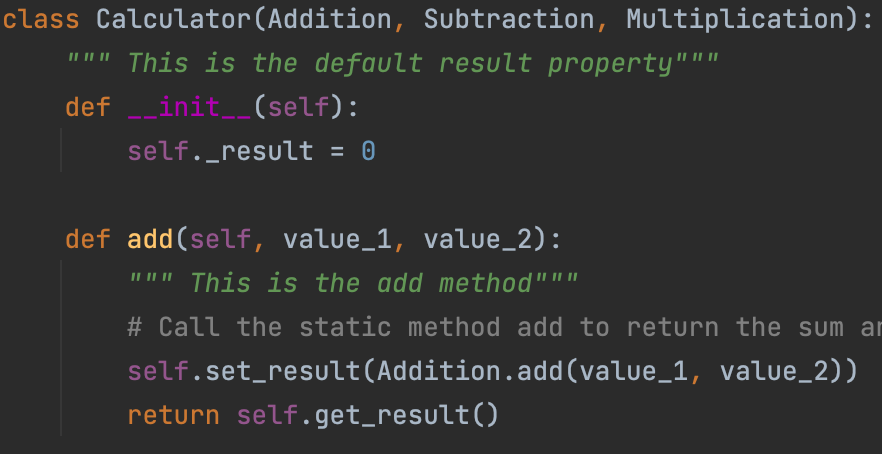 class Calculator(Addition, Subtraction, Multiplication):
    """ This is the default result property"""
    def __init__(self):
        self._result = 0

    def add(self, value_1, value_2):
        """ This is the add method"""
        # Call the static method add to return the sum
        self.set_result(Addition.add(value_1, value_2))
        return self.get_result()